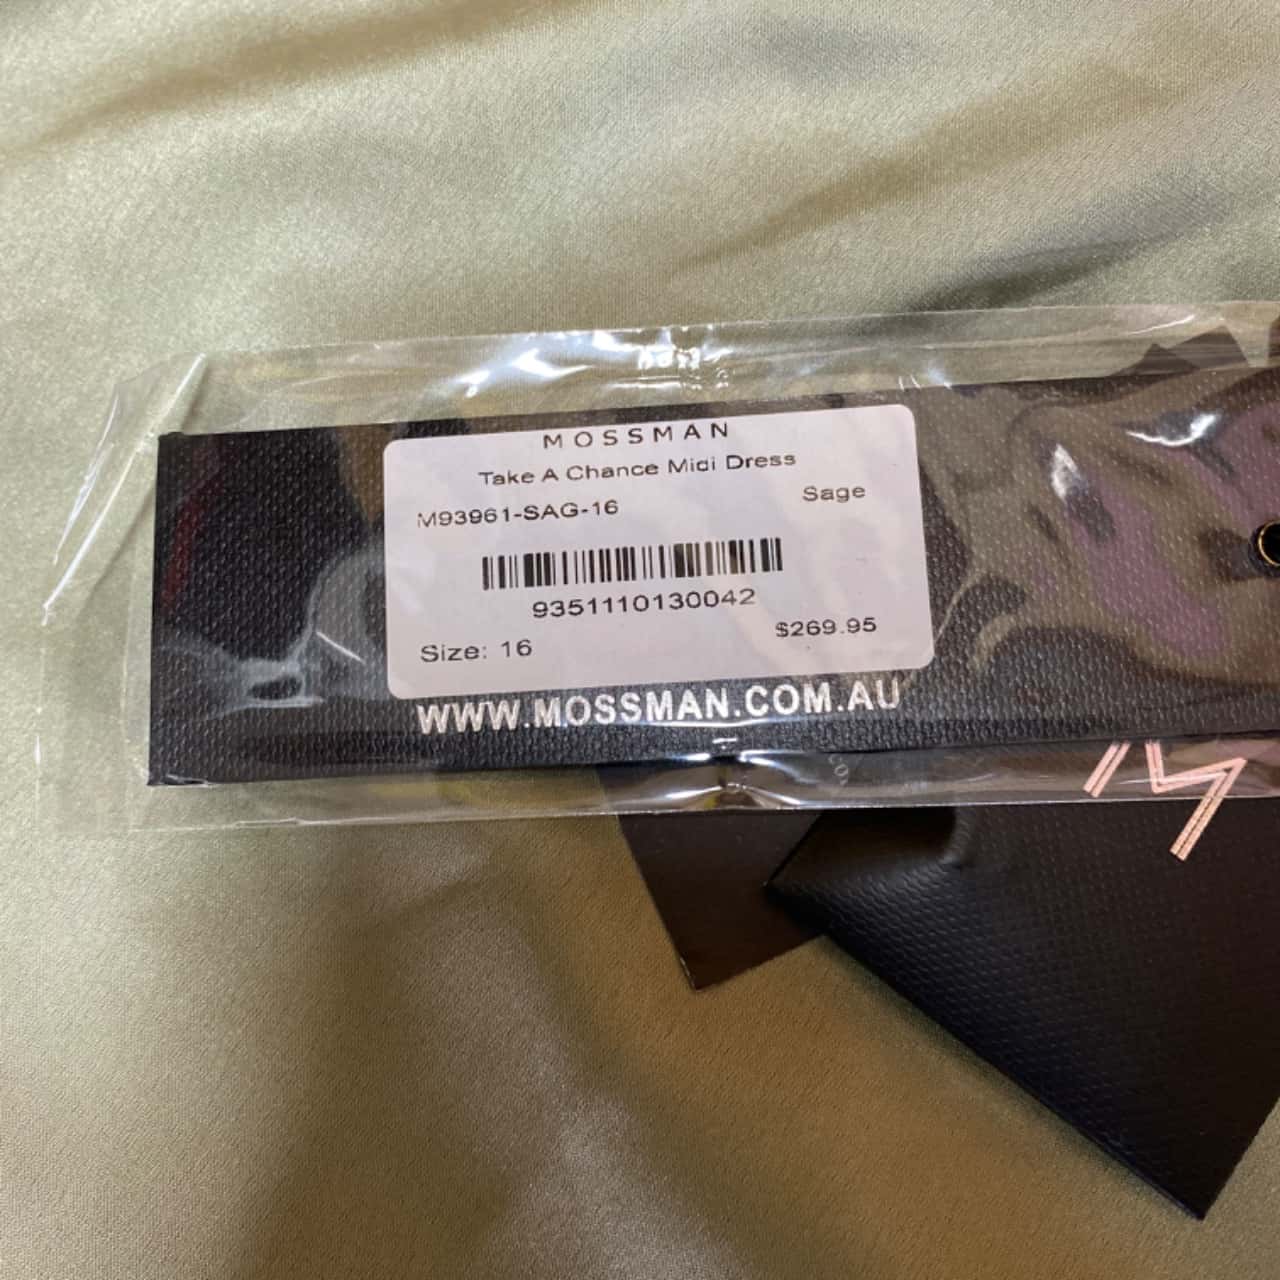 MOSSMAN
Take A Chance Midi Dress
M93961-SAG-16
Sage
9351110130042
$269.95
Size: 16
WWW.MOSSMAN.COM.AU
M